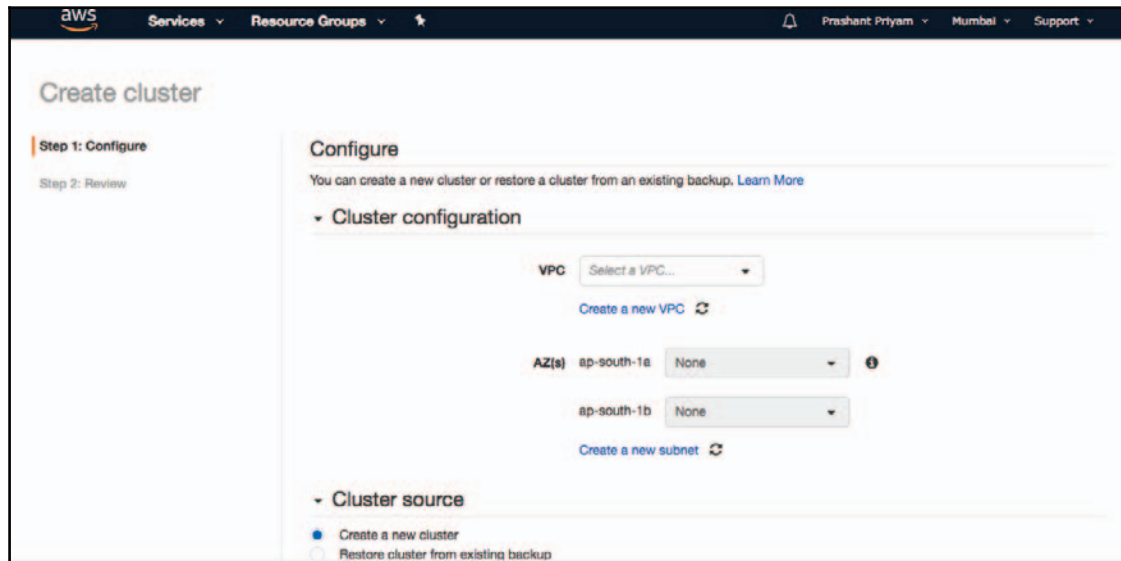 aws Services Resource Groups Prashant Priyam Mumbai Support
Create cluster
Step 1: Configure
Step 2: Review
Configure
You can create a new cluster or restore a cluster from an existing backup. Learn More
Cluster configuration
VPC Select a VPC...
Create a new VPC
AZ(s) ap-south-1a None
ap-south-1b None
Create a new subnet
Cluster source
Create a new cluster
Restore cluster from existing backup